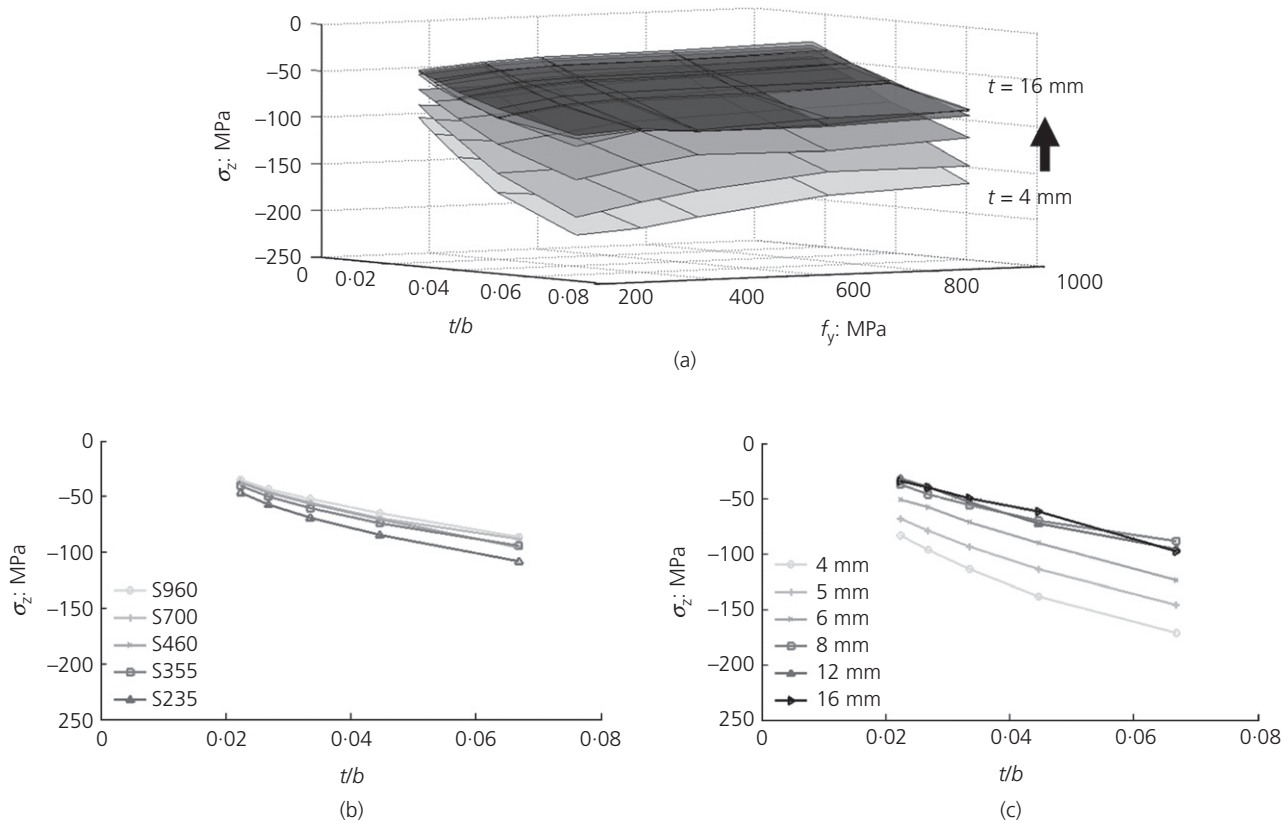 0
−50
−100
−150
−200
−250
σz: MPa
t = 16 mm
t = 4 mm
0
0·02
0·04
0·06
0·08
200
400
600
800
1000
t/b
fy: MPa
(a)
0
−50
−100
−150
−200
250
σz: MPa
S960
S700
S460
S355
S235
0
0·02
0·04
0·06
0·08
t/b
(b)
0
−50
−100
−150
−200
250
σz: MPa
4 mm
5 mm
6 mm
8 mm
12 mm
16 mm
0
0·02
0·04
0·06
0·08
t/b
(c)